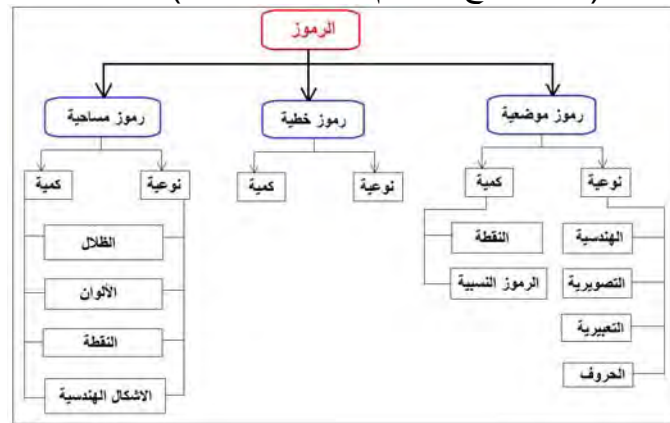 الرموز
رموز موضعية
رموز خطية
رموز مساحية
نوعية
كمية
نوعية
كمية
نوعية
كمية
الهندسية
التصويرية
التعبيرية
الحروف
النقطة
الرموز النسبية
الظلال
الألوان
النقطة
الاشكال الهندسية